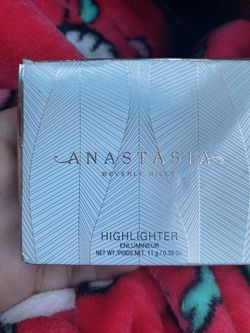 ANASTASIA
BEVERLY HILLS
HIGHLIGHTER
ENLUMINEUR
NET WT./POIDS NET. 11 g / 0.39 Oz.